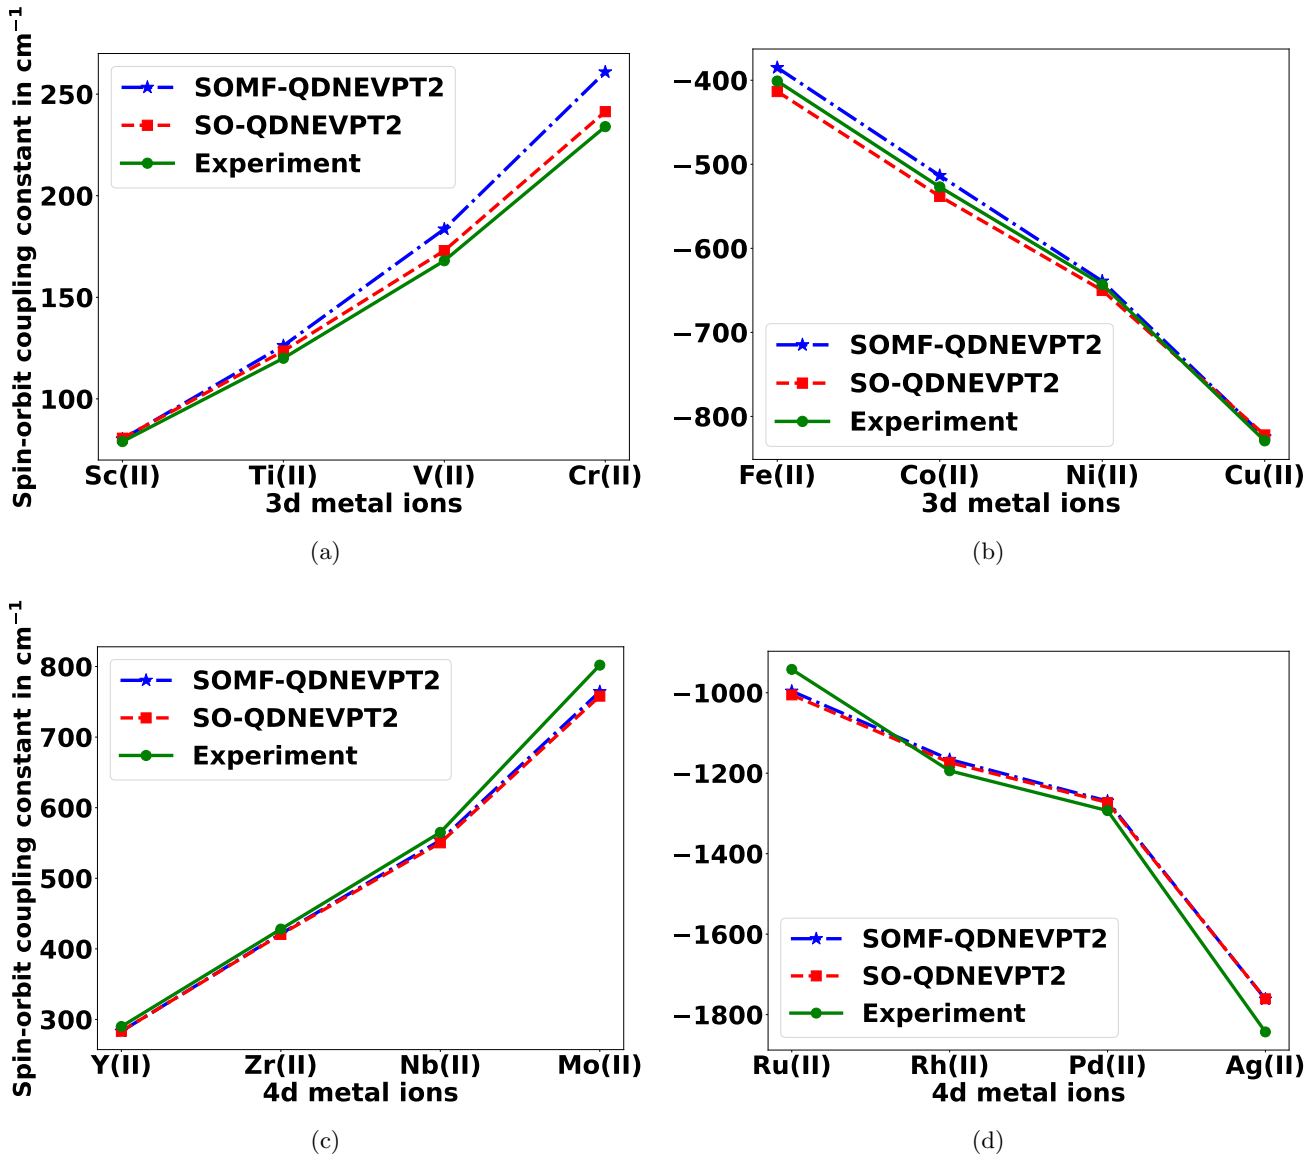 Spin-orbit coupling constant in cm⁻¹
250
200
150
100
SOMF-QDNEVPT2
SO-QDNEVPT2
Experiment
Sc(II) Ti(II) V(II) Cr(II)
3d metal ions
(a)
−400
−500
−600
−700
−800
SOMF-QDNEVPT2
SO-QDNEVPT2
Experiment
Fe(II) Co(II) Ni(II) Cu(II)
3d metal ions
(b)
Spin-orbit coupling constant in cm⁻¹
800
700
600
500
400
300
SOMF-QDNEVPT2
SO-QDNEVPT2
Experiment
Y(II) Zr(II) Nb(II) Mo(II)
4d metal ions
(c)
−1000
−1200
−1400
−1600
−1800
SOMF-QDNEVPT2
SO-QDNEVPT2
Experiment
Ru(II) Rh(II) Pd(II) Ag(II)
4d metal ions
(d)